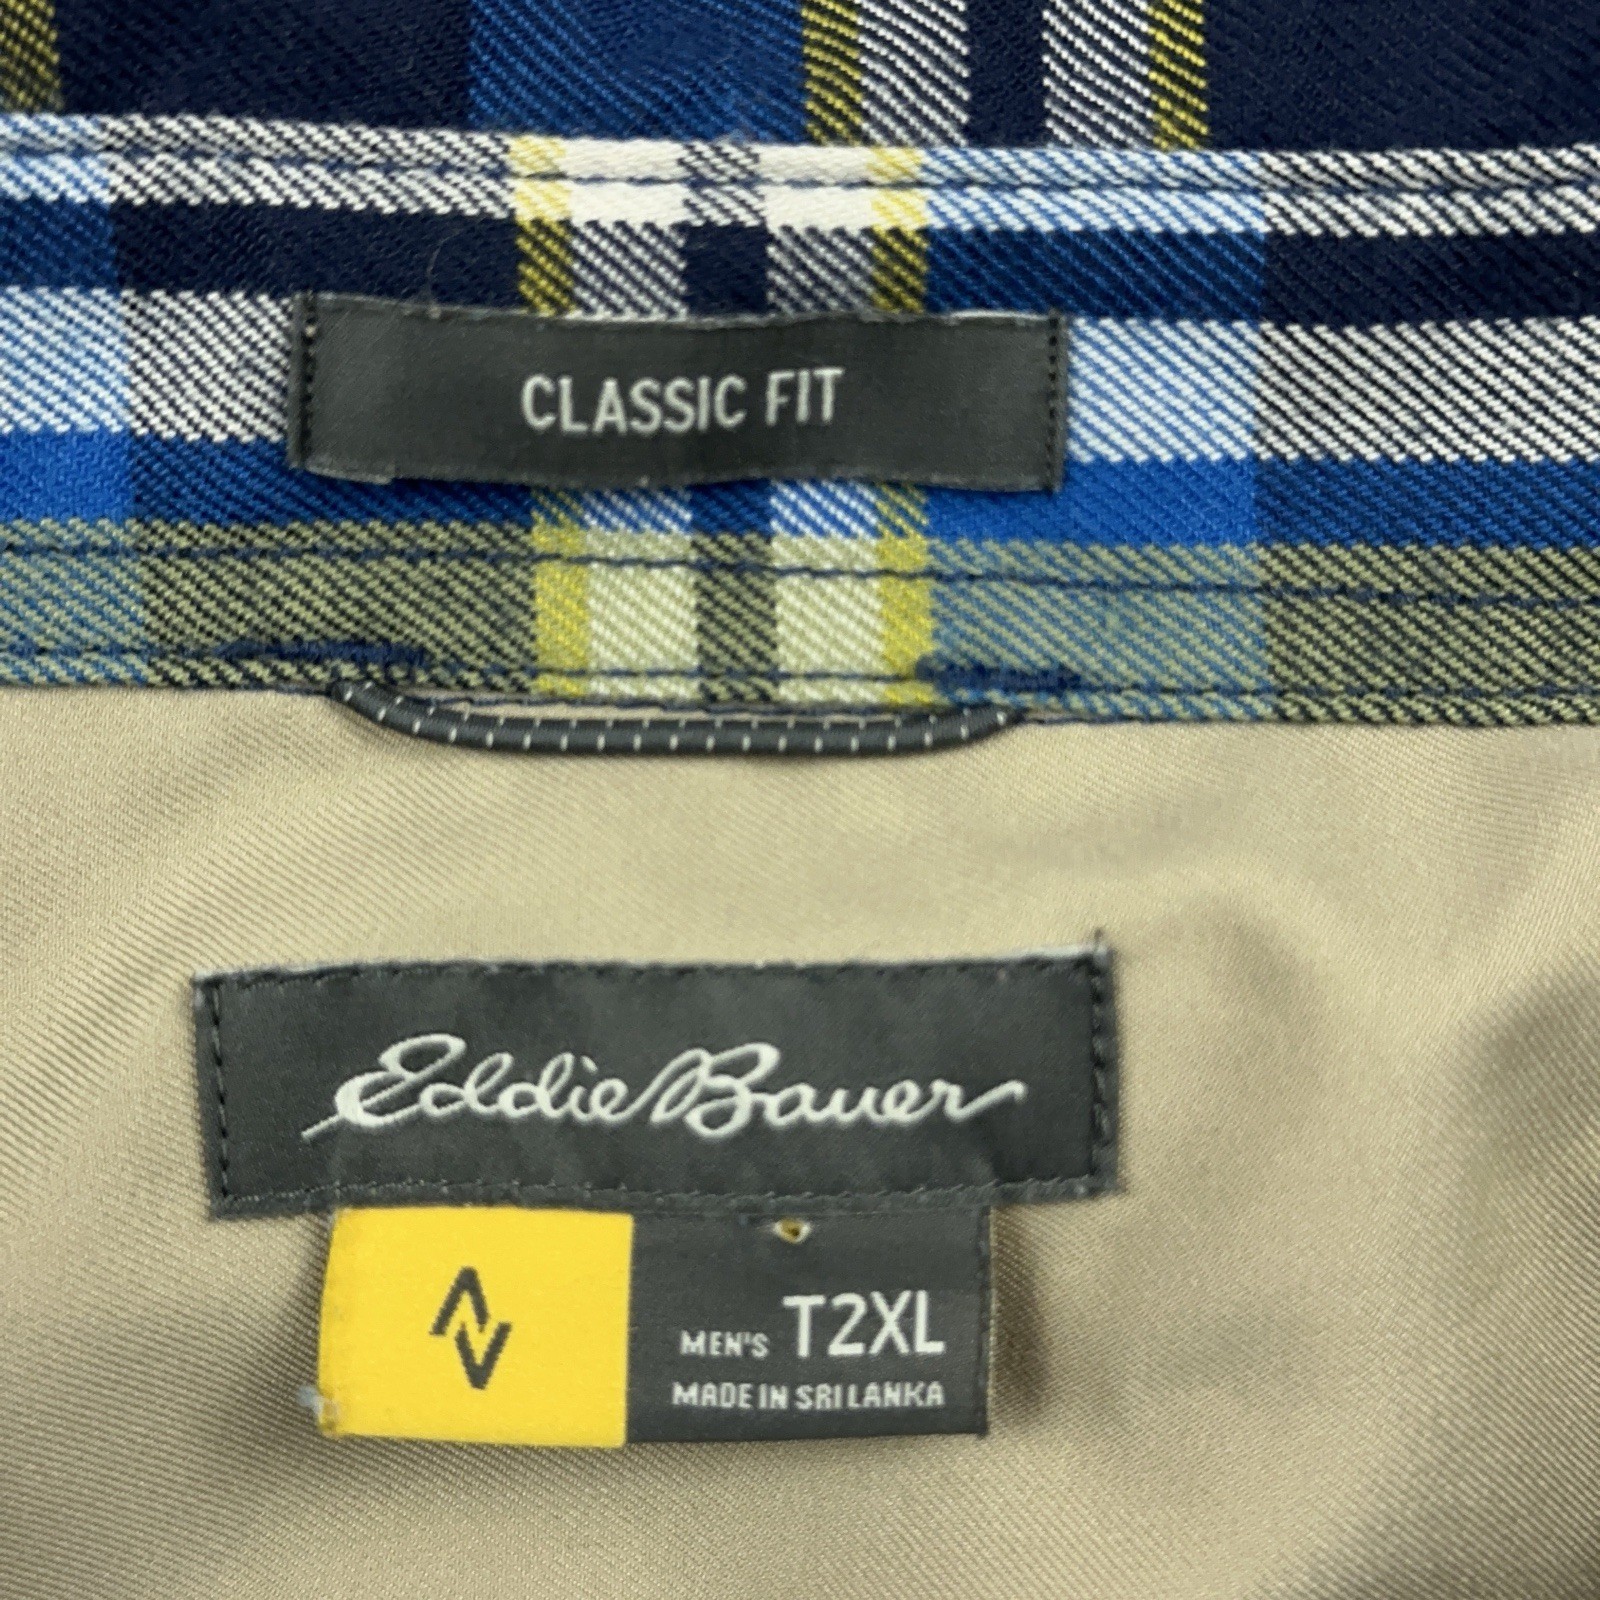 CLASSIC FIT
Eddie Bauer
MEN'S T2XL
MADE IN SRI LANKA